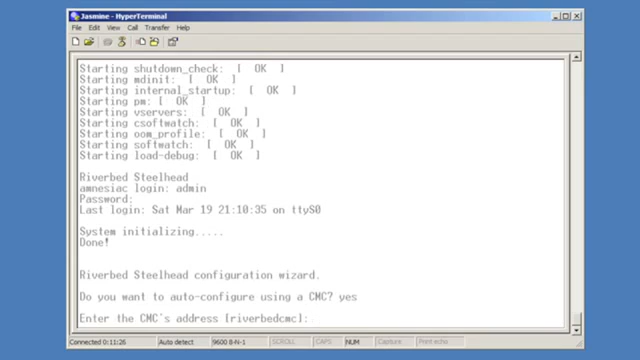 Jasmine - HyperTerminal
File Edit View Call Transfer Help
Starting shutdown_check: [ OK ]
Starting mdinit: [ OK ]
Starting internal_startup: [ OK ]
Starting pm: [ OK ]
Starting vservers: [ OK ]
Starting csoftwatch: [ OK ]
Starting oom_profile: [ OK ]
Starting softwatch: [ OK ]
Starting load-debug: [ OK ]
Riverbed Steelhead
amnesiac login: admin
Password:
Last login: Sat Mar 19 21:10:35 on ttyS0
System initializing.....
Done!
Riverbed Steelhead configuration wizard.
Do you want to auto-configure using a CMC? yes
Enter the CMC's address [riverbedcmc]:
Connected 0:11:26 Auto detect 9600 8-N-1 SCROLL CAPS NUM Capture Print echo